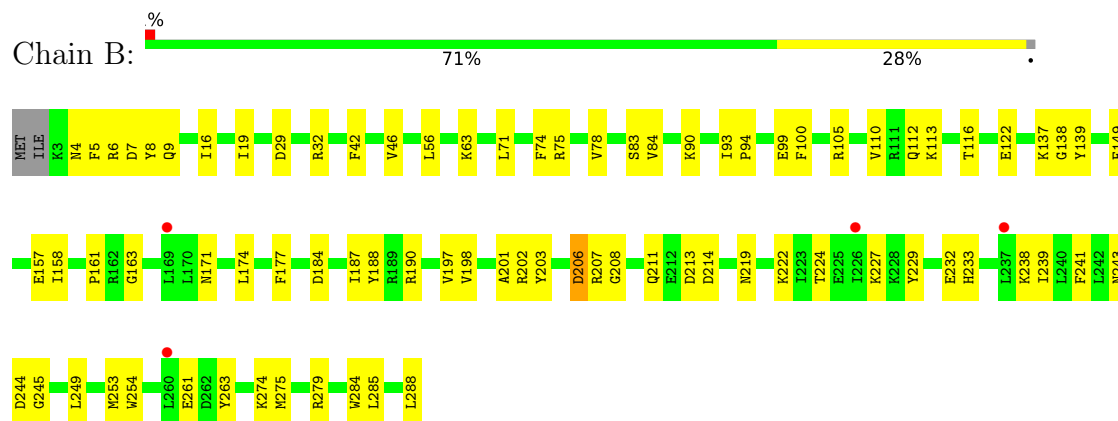 %
Chain B:
71% 28% •
MET ILE K3 N4 F5 R6 D7 Y8 Q9 I16 I19 D29 R32 F42 V46 L56 K63 L71 F74 R75 V78 S83 V84 K90 I93 P94 E99 F100 R105 V110 R111 Q112 K113 T116 E122 K137 G138 Y139
E157 I158 P161 R162 G163 L169 L170 N171 L174 F177 D184 I187 Y188 R189 R190 V197 V198 A201 R202 Y203 D206 R207 G208 Q211 E212 D213 D214 N219 K222 I223 T224 E225 I226 K227 K228 Y229 E232 H233 L237 K238 I239 L240 F241 L242 N243
D244 G245 L249 M253 W254 L260 E261 D262 Y263 K274 M275 R279 W284 L285 L288